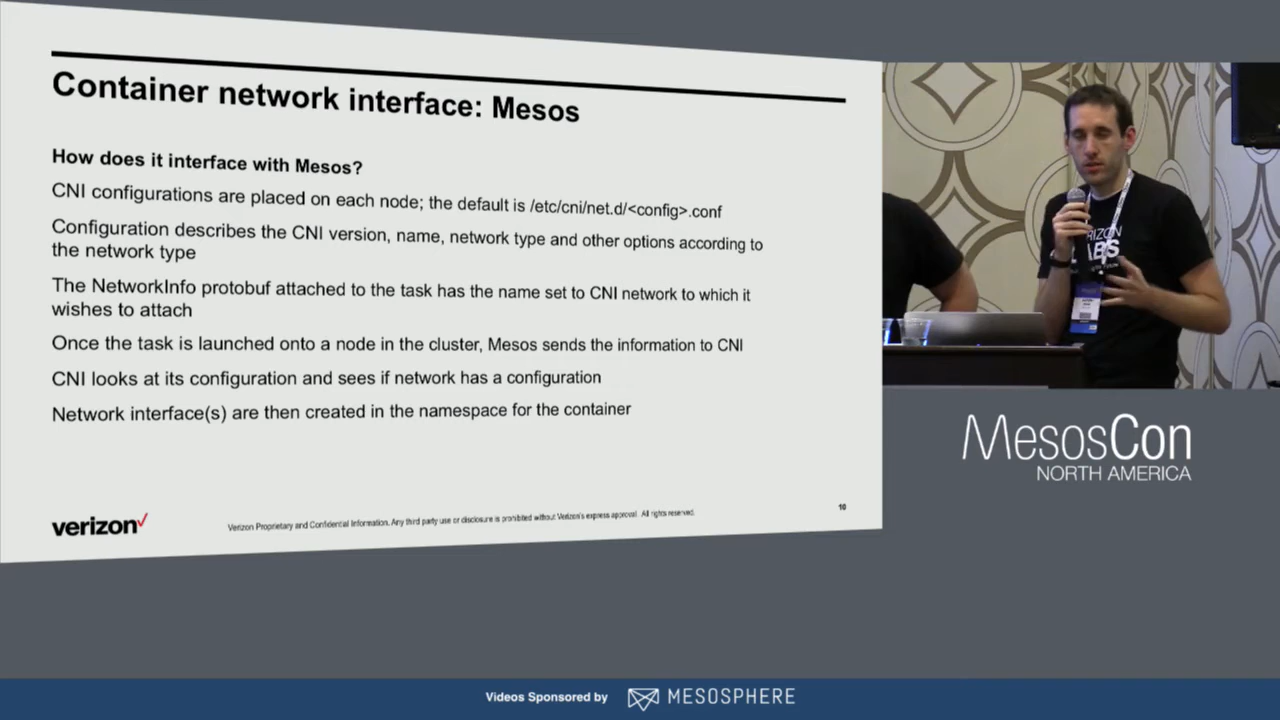 Container network interface: Mesos
How does it interface with Mesos?
CNI configurations are placed on each node; the default is /etc/cni/net.d/<config>.conf
Configuration describes the CNI version, name, network type and other options according to
the network type
The NetworkInfo protobuf attached to the task has the name set to CNI network to which it
wishes to attach
Once the task is launched onto a node in the cluster, Mesos sends the information to CNI
CNI looks at its configuration and sees if network has a configuration
Network interface(s) are then created in the namespace for the container
verizon
Verizon Proprietary and Confidential Information. Any third party use or disclosure is prohibited without Verizon's express approval. All rights reserved.
10
MesosCon
NORTH AMERICA
Videos Sponsored by MESOSPHERE